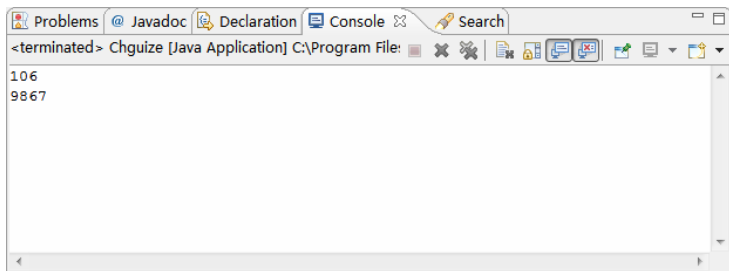 Problems @ Javadoc Declaration Console Search
<terminated> Chguize [Java Application] C:\Program File:
106
9867